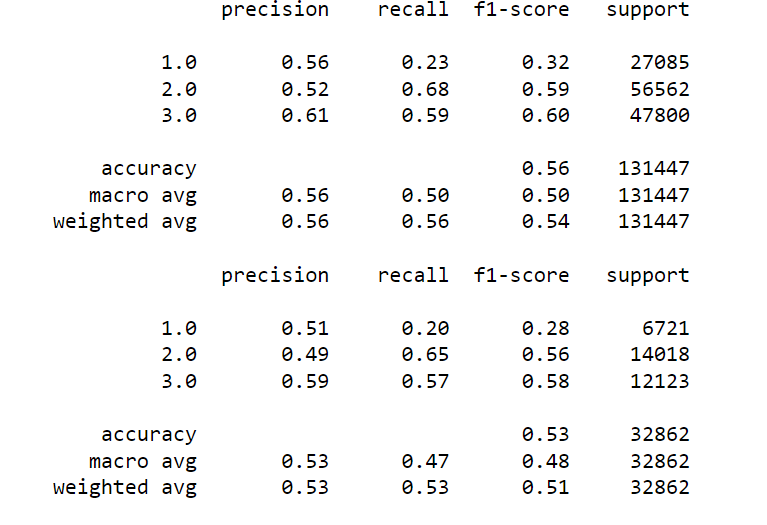 precision recall f1-score support
1.0 0.56 0.23 0.32 27085
2.0 0.52 0.68 0.59 56562
3.0 0.61 0.59 0.60 47800
accuracy 0.56 131447
macro avg 0.56 0.50 0.50 131447
weighted avg 0.56 0.56 0.54 131447
precision recall f1-score support
1.0 0.51 0.20 0.28 6721
2.0 0.49 0.65 0.56 14018
3.0 0.59 0.57 0.58 12123
accuracy 0.53 32862
macro avg 0.53 0.47 0.48 32862
weighted avg 0.53 0.53 0.51 32862